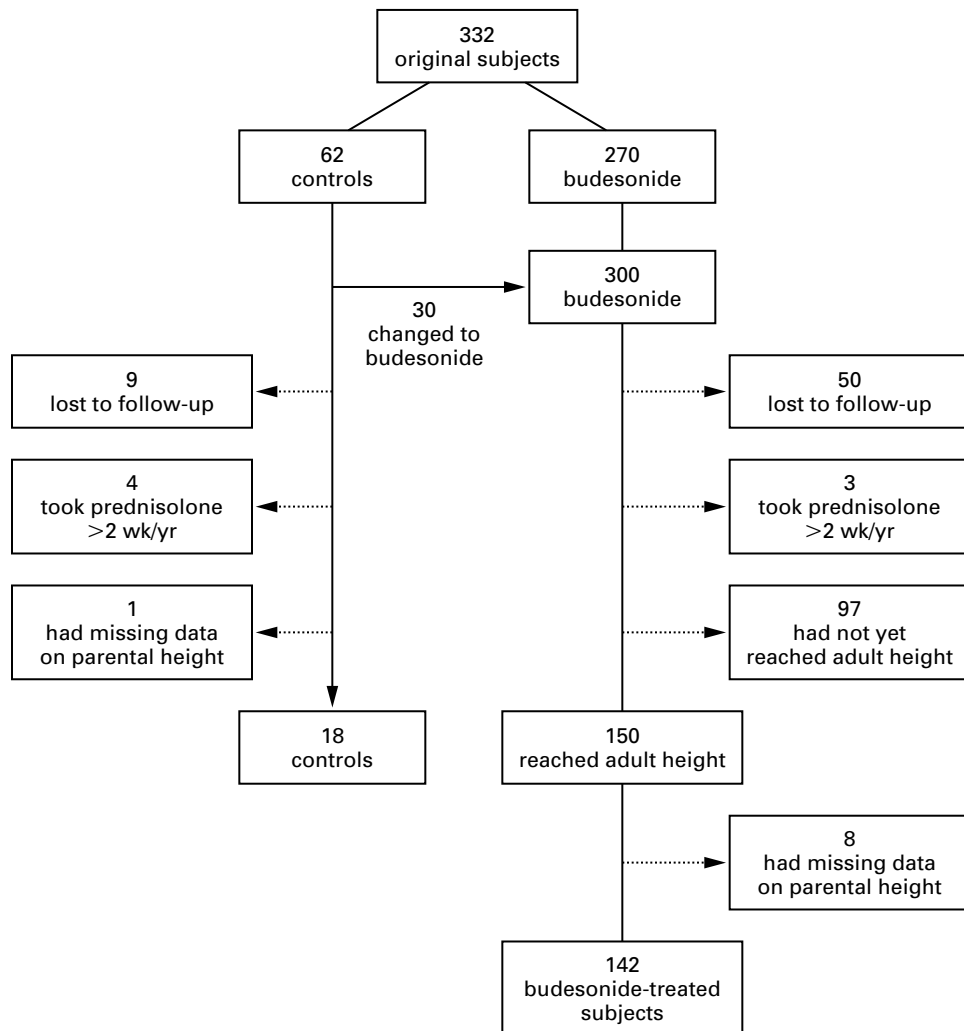 332
original subjects
62
controls
270
budesonide
300
budesonide
30
changed to
budesonide
9
lost to follow-up
50
lost to follow-up
4
took prednisolone
>2 wk/yr
3
took prednisolone
>2 wk/yr
1
had missing data
on parental height
97
had not yet
reached adult height
18
controls
150
reached adult height
8
had missing data
on parental height
142
budesonide-treated
subjects